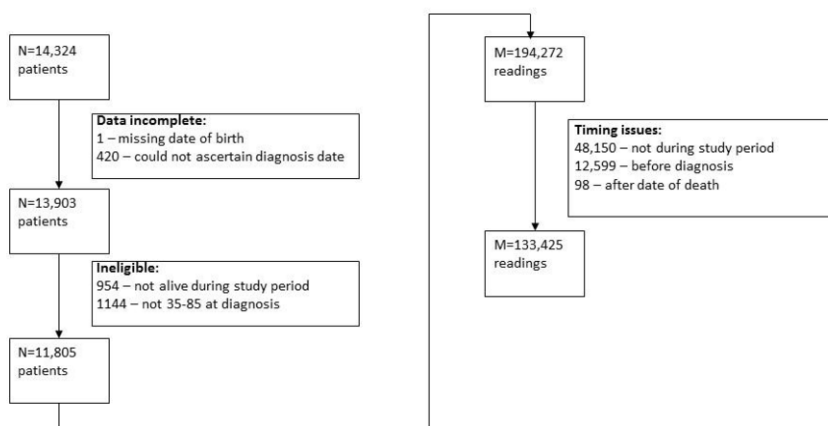 N=14,324
patients
Data incomplete:
1 – missing date of birth
420 – could not ascertain diagnosis date
N=13,903
patients
Ineligible:
954 – not alive during study period
1144 – not 35-85 at diagnosis
N=11,805
patients
M=194,272
readings
Timing issues:
48,150 – not during study period
12,599 – before diagnosis
98 – after date of death
M=133,425
readings